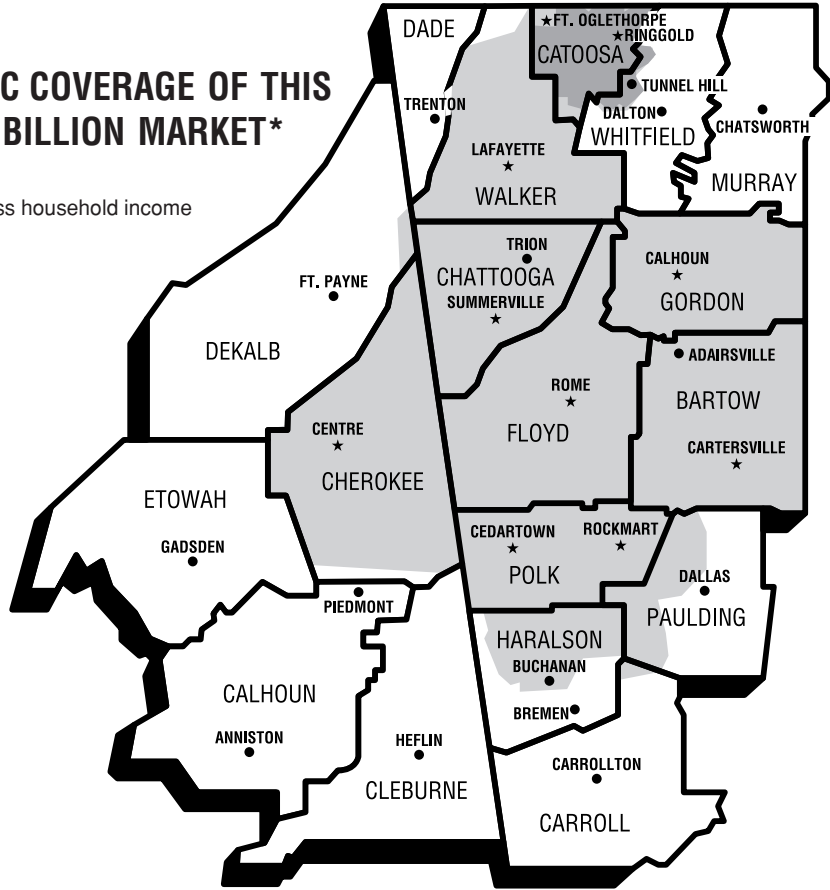 C COVERAGE OF THIS
BILLION MARKET*
ss household income
DADE
★FT. OGLETHORPE
★RINGGOLD
CATOOSA
TUNNEL HILL
TRENTON
DALTON
CHATSWORTH
WHITFIELD
LAFAYETTE
MURRAY
WALKER
TRION
CALHOUN
CHATTOOGA
FT. PAYNE
SUMMERVILLE
GORDON
DEKALB
ADAIRSVILLE
ROME
BARTOW
CENTRE
FLOYD
CARTERSVILLE
CHEROKEE
ETOWAH
CEDARTOWN
ROCKMART
GADSDEN
POLK
DALLAS
PIEDMONT
PAULDING
HARALSON
BUCHANAN
CALHOUN
BREMEN
ANNISTON
HEFLIN
CARROLLTON
CLEBURNE
CARROLL